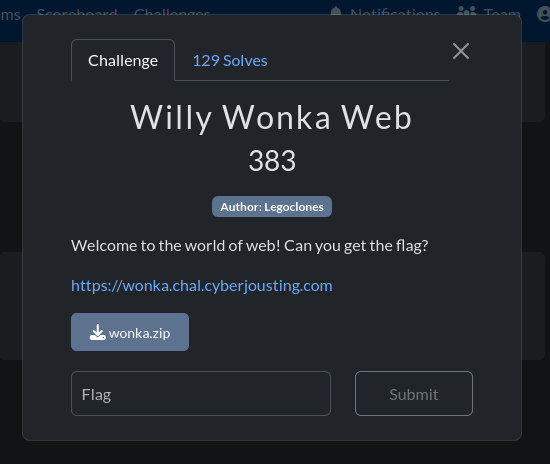 ms Scoreboard Challenges Notifications Team
Challenge 129 Solves
Willy Wonka Web
383
Author: Legoclones
Welcome to the world of web! Can you get the flag?
https://wonka.chal.cyberjousting.com
wonka.zip
Flag Submit